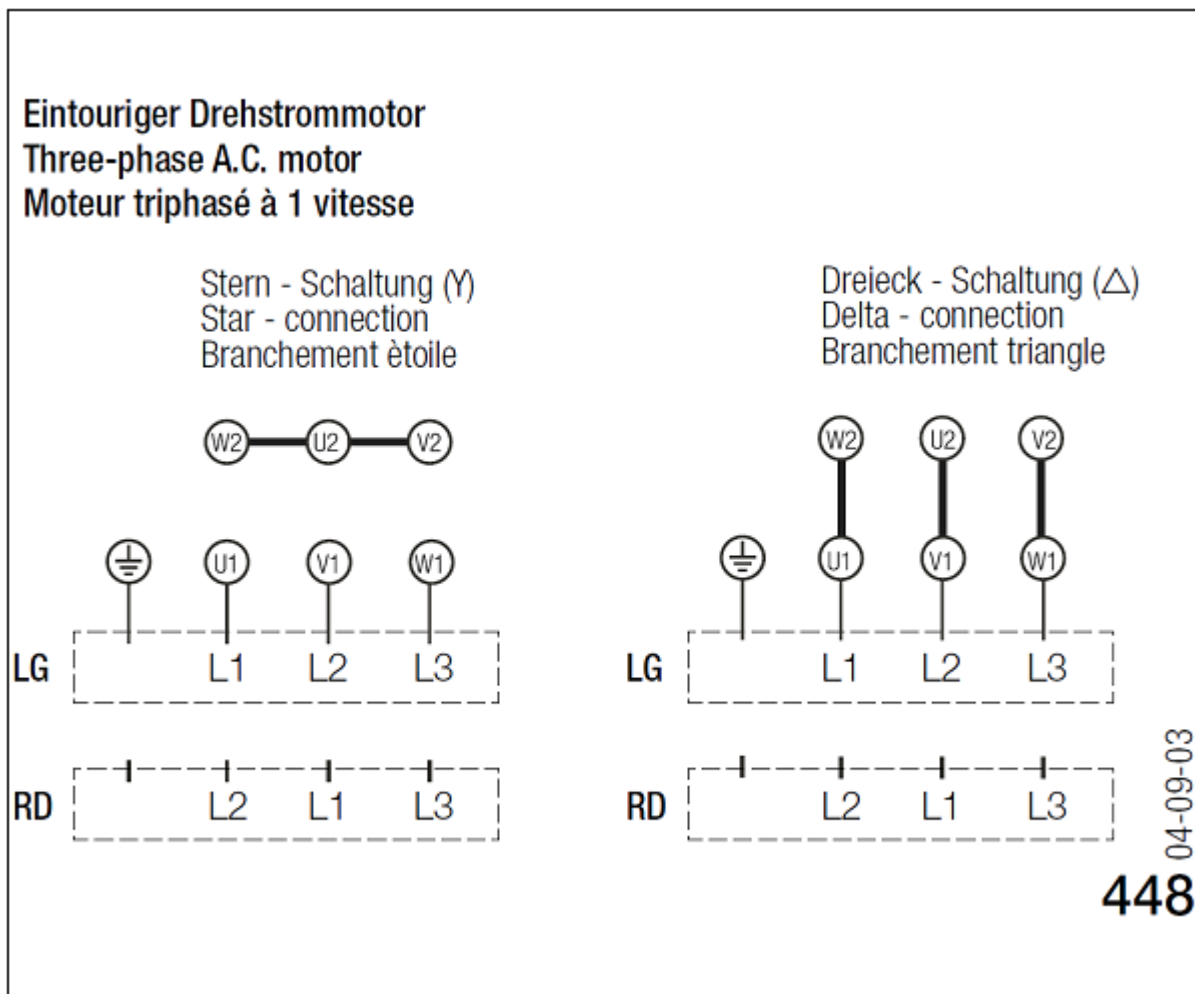 Eintouriger Drehstrommotor
Three-phase A.C. motor
Moteur triphasé à 1 vitesse
Stern - Schaltung (Y)
Star - connection
Branchement ètoile
W2 U2 V2
U1 V1 W1
LG L1 L2 L3
RD L2 L1 L3
Dreieck - Schaltung (△)
Delta - connection
Branchement triangle
W2 U2 V2
U1 V1 W1
LG L1 L2 L3
RD L2 L1 L3
04-09-03
448